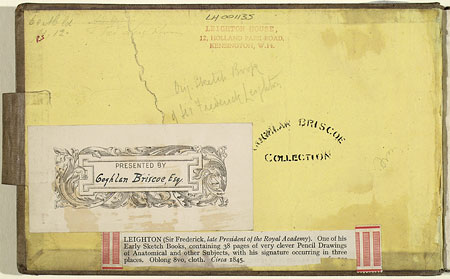 LH001135
LEIGHTON HOUSE,
12, HOLLAND PARK ROAD,
KENSINGTON, W.14.
Orig. Sketch Book
of Sir Frederick Leighton
COGHLAN BRISCOE
COLLECTION
PRESENTED BY
Coghlan Briscoe, Esq.
LEIGHTON (Sir Frederick, late President of the Royal Academy). One of his
Early Sketch Books, containing 38 pages of very clever Pencil Drawings
of Anatomical and other Subjects, with his signature occurring in three
places. Oblong 8vo, cloth. Circa 1845.